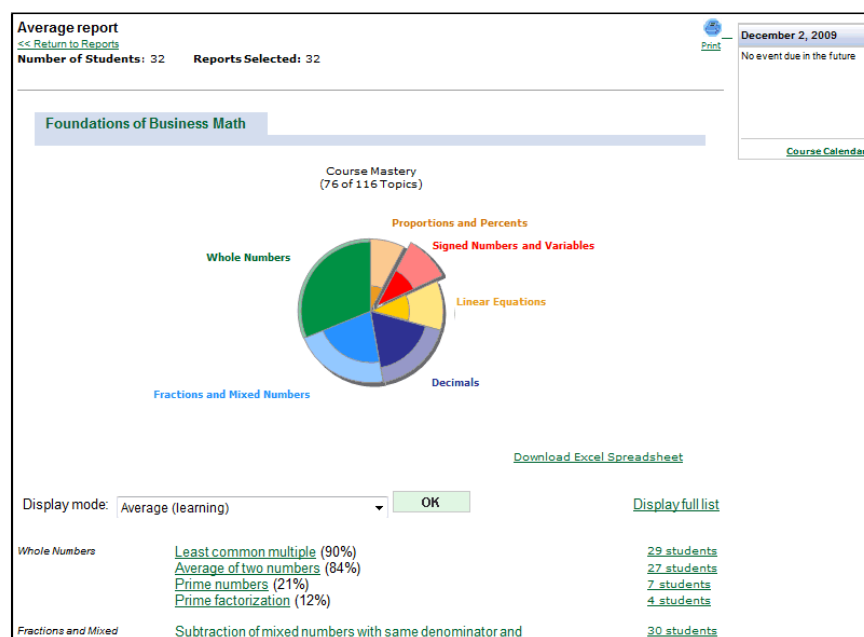 Average report
<< Return to Reports
Number of Students: 32 Reports Selected: 32
Print
December 2, 2009
No event due in the future
Course Calendar
Foundations of Business Math
Course Mastery
(76 of 116 Topics)
Proportions and Percents
Signed Numbers and Variables
Whole Numbers
Linear Equations
Decimals
Fractions and Mixed Numbers
Download Excel Spreadsheet
Display mode: Average (learning) OK Display full list
Whole Numbers Least common multiple (90%) 29 students
Average of two numbers (84%) 27 students
Prime numbers (21%) 7 students
Prime factorization (12%) 4 students
Fractions and Mixed Subtraction of mixed numbers with same denominator and 30 students